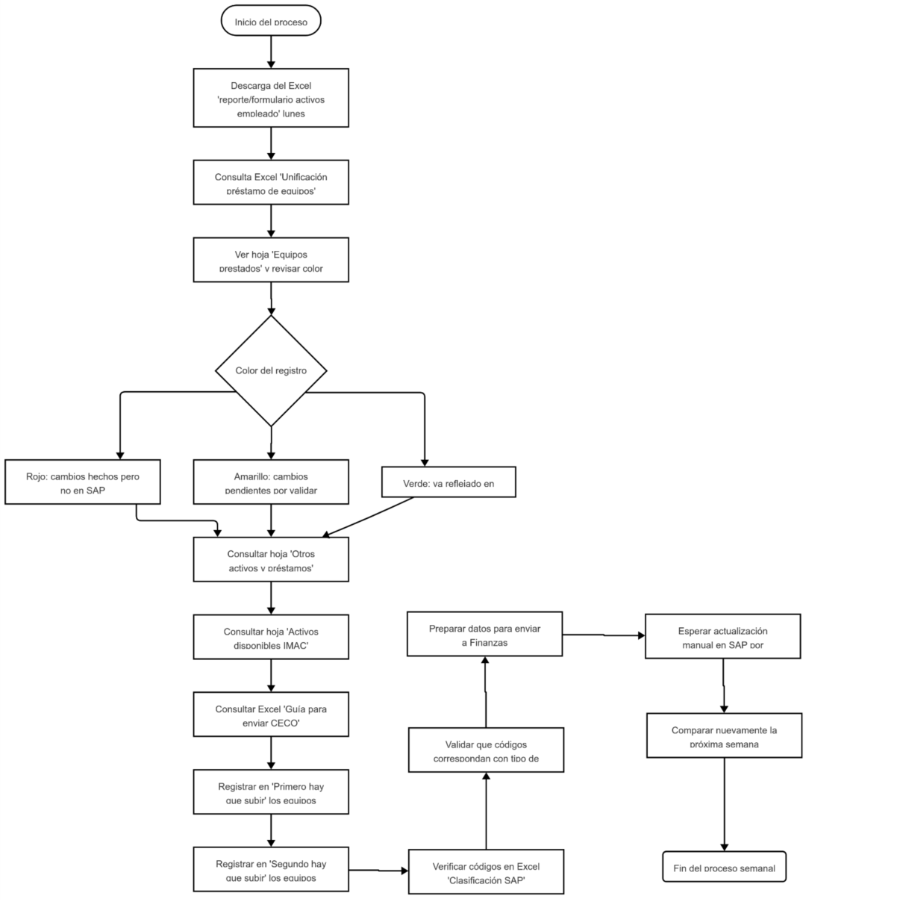 Inicio del proceso
Descarga del Excel
'reporte/formulario activos
empleado' lunes
Consulta Excel 'Unificación
préstamo de equipos'
Ver hoja 'Equipos
prestados' y revisar color
Color del registro
Rojo: cambios hechos pero
no en SAP
Amarillo: cambios
pendientes por validar
Verde: ya reflejado en
Consultar hoja 'Otros
activos y préstamos'
Consultar hoja 'Activos
disponibles IMAC'
Consultar Excel 'Guía para
enviar CECO'
Registrar en 'Primero hay
que subir' los equipos
Registrar en 'Segundo hay
que subir' los equipos
Verificar códigos en Excel
'Clasificación SAP'
Validar que códigos
correspondan con tipo de
Preparar datos para enviar
a Finanzas
Esperar actualización
manual en SAP por
Comparar nuevamente la
próxima semana
Fin del proceso semanal